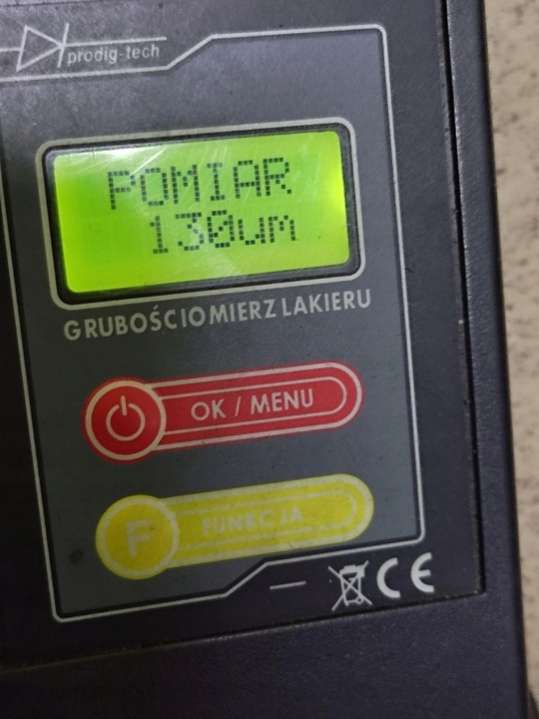 prodig-tech
POMIAR
130um
GRUBOŚCIOMIERZ LAKIERU
OK / MENU
F FUNKCJA
CE